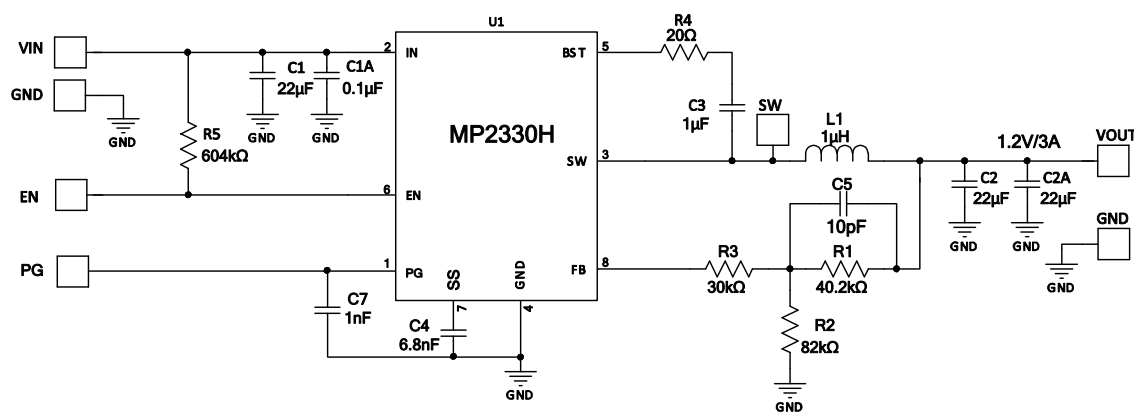 U1
VIN
2
IN
BST
5
R4
20Ω
C1
22µF
C1A
0.1µF
GND
GND
GND
GND
R5
604kΩ
MP2330H
C3
1µF
SW
L1
1µH
1.2V/3A
VOUT
SW
3
EN
6
EN
C5
10pF
C2
22µF
C2A
22µF
GND
GND
GND
GND
PG
1
PG
SS
GND
FB
8
R3
30kΩ
R1
40.2kΩ
C7
1nF
7
4
C4
6.8nF
R2
82kΩ
GND
GND